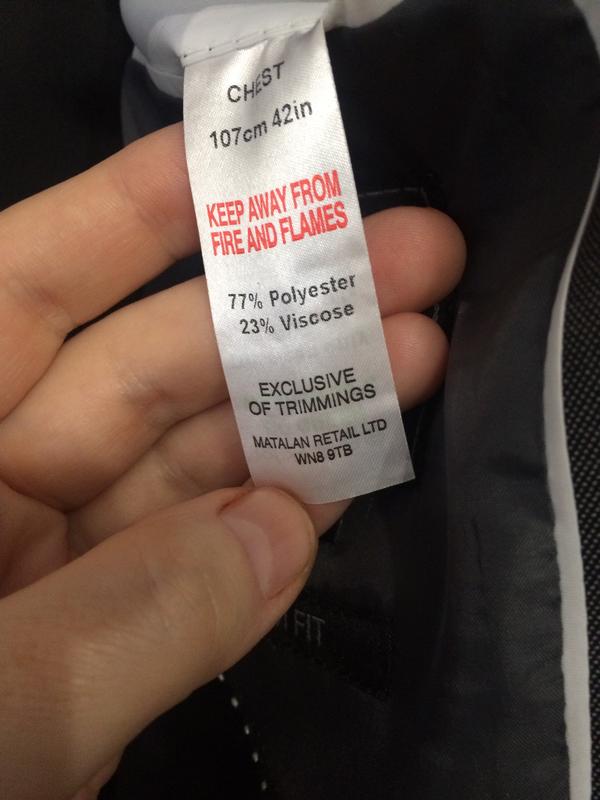 CHEST
107cm 42in
KEEP AWAY FROM
FIRE AND FLAMES
77% Polyester
23% Viscose
EXCLUSIVE
OF TRIMMINGS
MATALAN RETAIL LTD
WN8 9TB
FIT